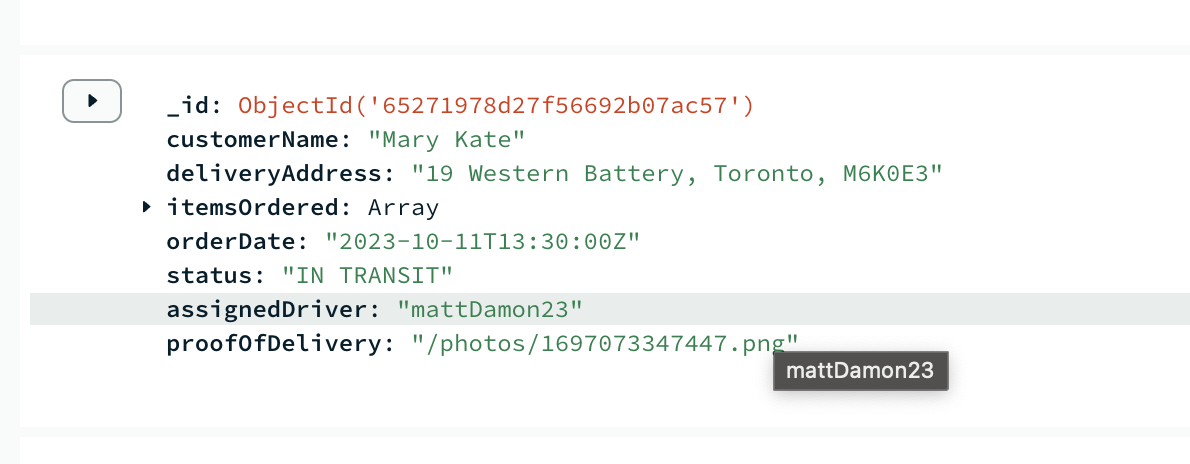 _id: ObjectId('65271978d27f56692b07ac57')
customerName: "Mary Kate"
deliveryAddress: "19 Western Battery, Toronto, M6K0E3"
itemsOrdered: Array
orderDate: "2023-10-11T13:30:00Z"
status: "IN TRANSIT"
assignedDriver: "mattDamon23"
proofOfDelivery: "/photos/1697073347447.png"
mattDamon23